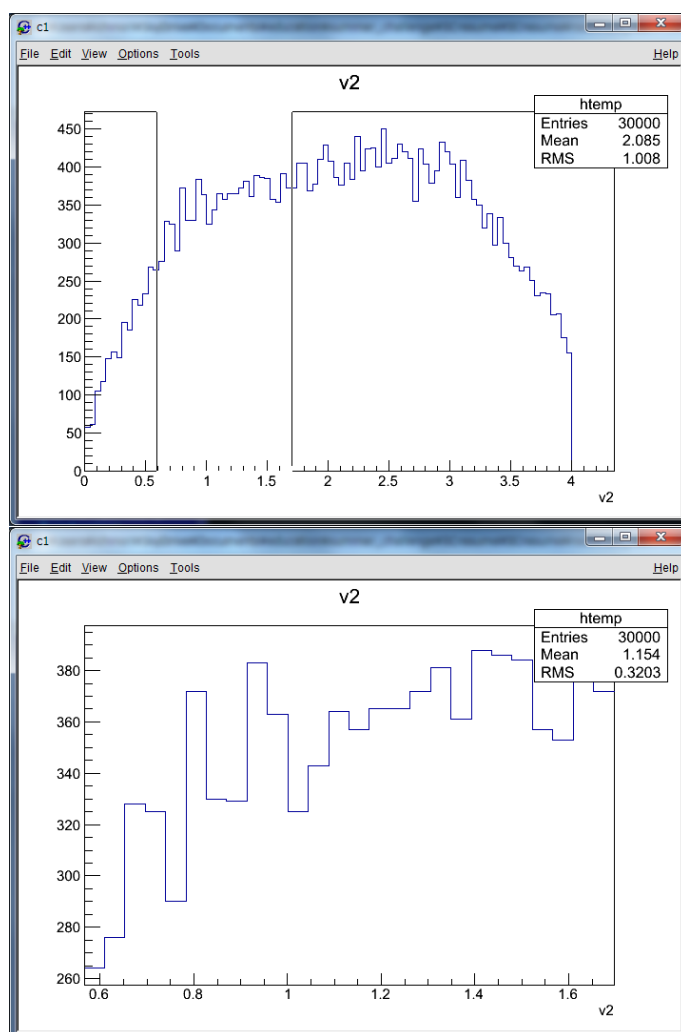 c1
File Edit View Options Tools Help
v2
htemp
Entries 30000
Mean 2.085
RMS 1.008
450
400
350
300
250
200
150
100
50
0
0 0.5 1 1.5 2 2.5 3 3.5 4
v2
c1
File Edit View Options Tools Help
v2
htemp
Entries 30000
Mean 1.154
RMS 0.3203
380
360
340
320
300
280
260
0.6 0.8 1 1.2 1.4 1.6
v2